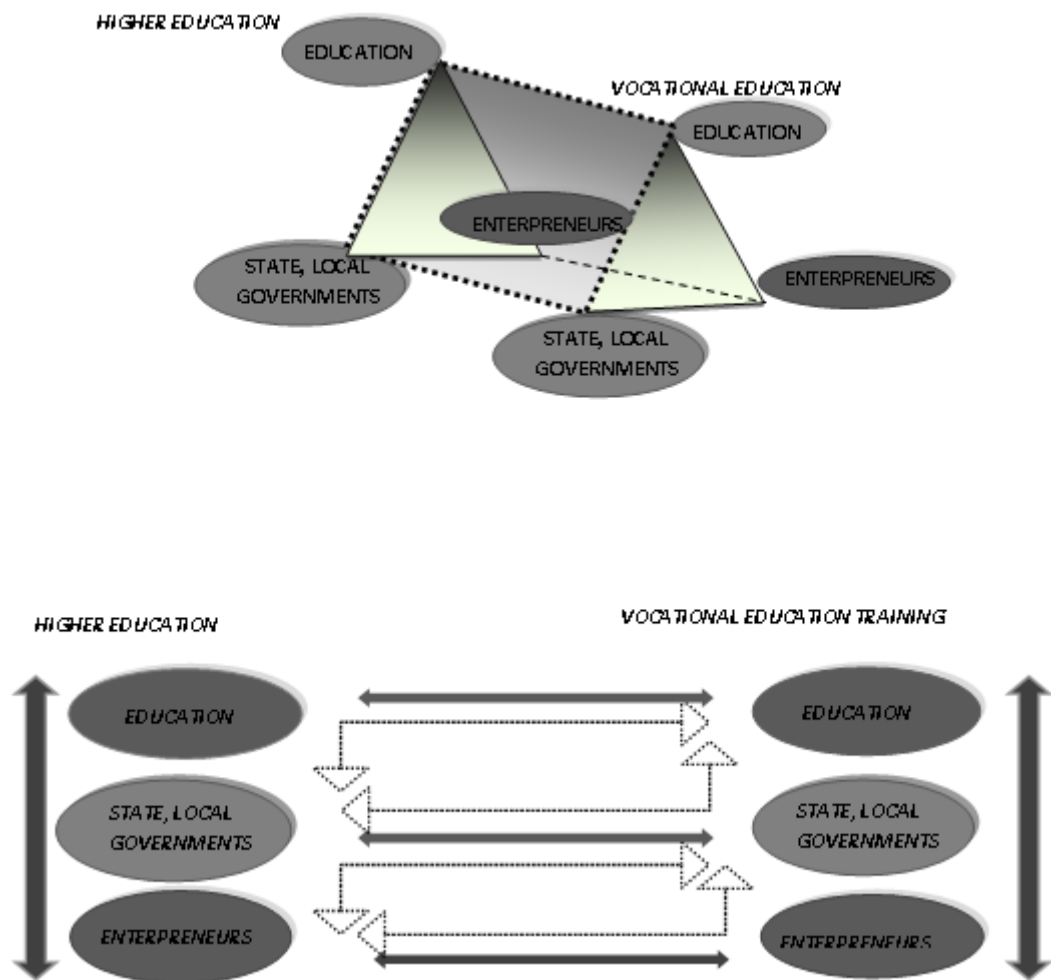 HIGHER EDUCATION
EDUCATION
VOCATIONAL EDUCATION
EDUCATION
ENTERPRENEURS
STATE, LOCAL
GOVERNMENTS
ENTERPRENEURS
STATE, LOCAL
GOVERNMENTS
HIGHER EDUCATION
VOCATIONAL EDUCATION TRAINING
EDUCATION
EDUCATION
STATE, LOCAL
GOVERNMENTS
STATE, LOCAL
GOVERNMENTS
ENTERPRENEURS
ENTERPRENEURS